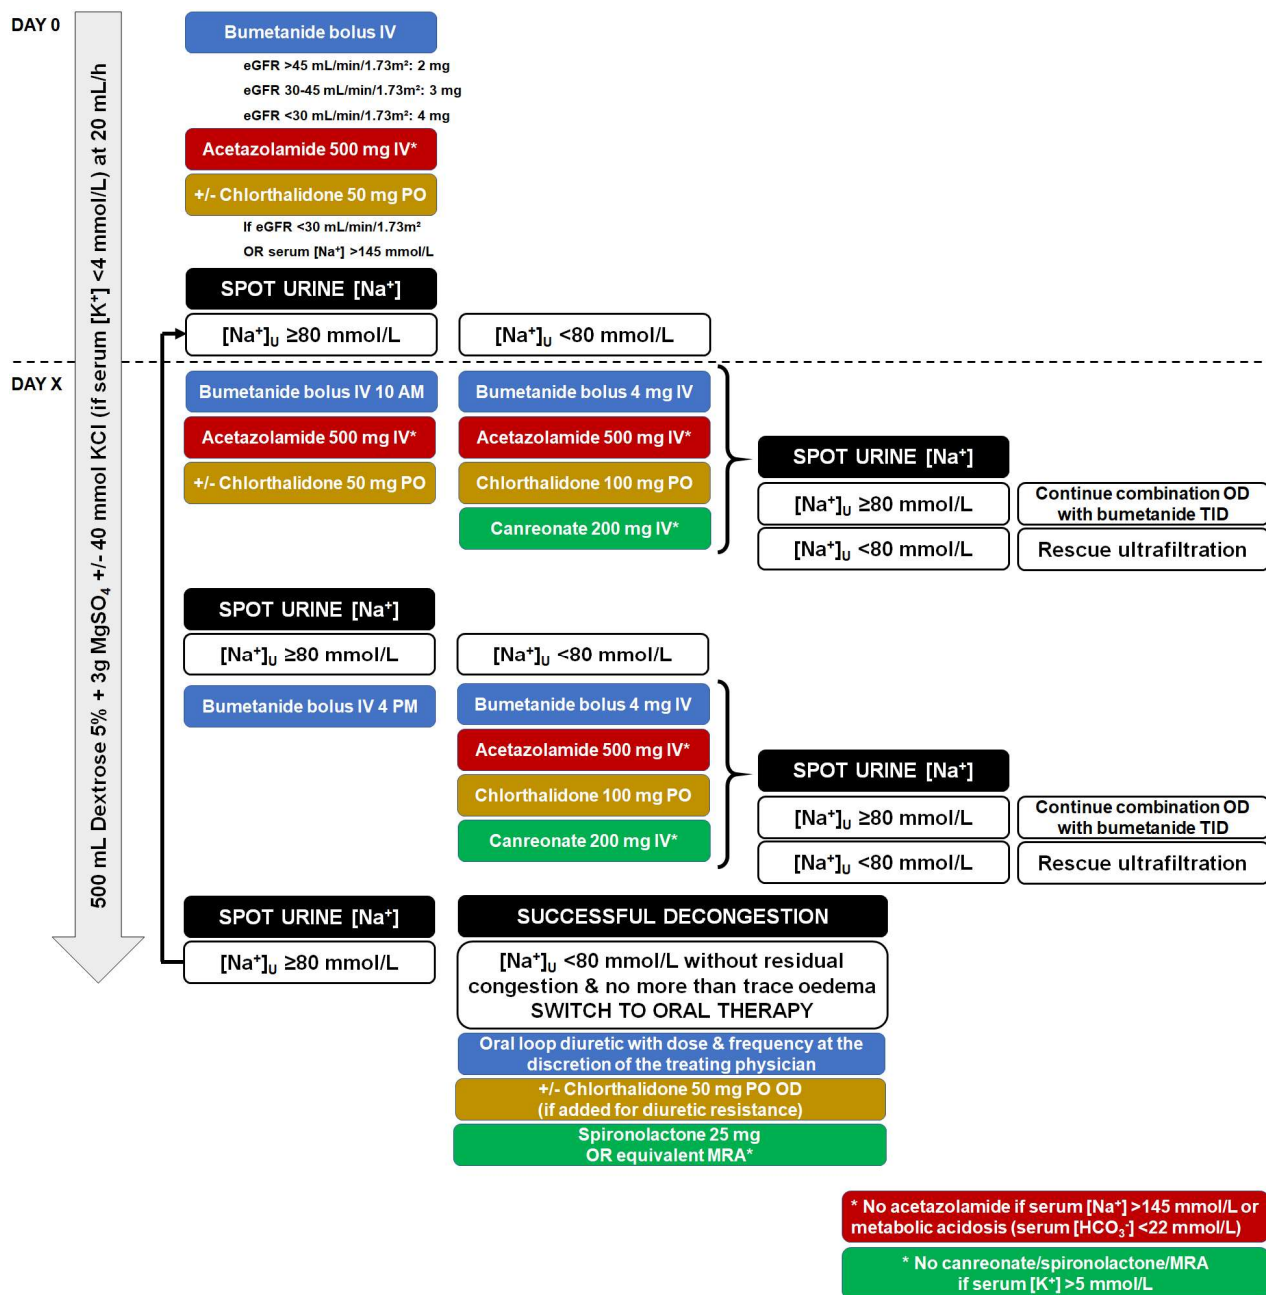 DAY 0
500 mL Dextrose 5% + 3g MgSO₄ +/- 40 mmol KCl (if serum [K⁺] <4 mmol/L) at 20 mL/h
Bumetanide bolus IV
eGFR >45 mL/min/1.73m²: 2 mg
eGFR 30-45 mL/min/1.73m²: 3 mg
eGFR <30 mL/min/1.73m²: 4 mg
Acetazolamide 500 mg IV*
+/- Chlorthalidone 50 mg PO
If eGFR <30 mL/min/1.73m²
OR serum [Na⁺] >145 mmol/L
SPOT URINE [Na⁺]
[Na⁺]U ≥80 mmol/L
[Na⁺]U <80 mmol/L
DAY X
Bumetanide bolus IV 10 AM
Acetazolamide 500 mg IV*
+/- Chlorthalidone 50 mg PO
Bumetanide bolus 4 mg IV
Acetazolamide 500 mg IV*
Chlorthalidone 100 mg PO
Canreonate 200 mg IV*
SPOT URINE [Na⁺]
[Na⁺]U ≥80 mmol/L
Continue combination OD
with bumetanide TID
[Na⁺]U <80 mmol/L
Rescue ultrafiltration
SPOT URINE [Na⁺]
[Na⁺]U ≥80 mmol/L
[Na⁺]U <80 mmol/L
Bumetanide bolus IV 4 PM
Bumetanide bolus 4 mg IV
Acetazolamide 500 mg IV*
Chlorthalidone 100 mg PO
Canreonate 200 mg IV*
SPOT URINE [Na⁺]
[Na⁺]U ≥80 mmol/L
Continue combination OD
with bumetanide TID
[Na⁺]U <80 mmol/L
Rescue ultrafiltration
SPOT URINE [Na⁺]
[Na⁺]U ≥80 mmol/L
SUCCESSFUL DECONGESTION
[Na⁺]U <80 mmol/L without residual
congestion & no more than trace oedema
SWITCH TO ORAL THERAPY
Oral loop diuretic with dose & frequency at the
discretion of the treating physician
+/- Chlorthalidone 50 mg PO OD
(if added for diuretic resistance)
Spironolactone 25 mg
OR equivalent MRA*
* No acetazolamide if serum [Na⁺] >145 mmol/L or
metabolic acidosis (serum [HCO₃⁻] <22 mmol/L)
* No canreonate/spironolactone/MRA
if serum [K⁺] >5 mmol/L